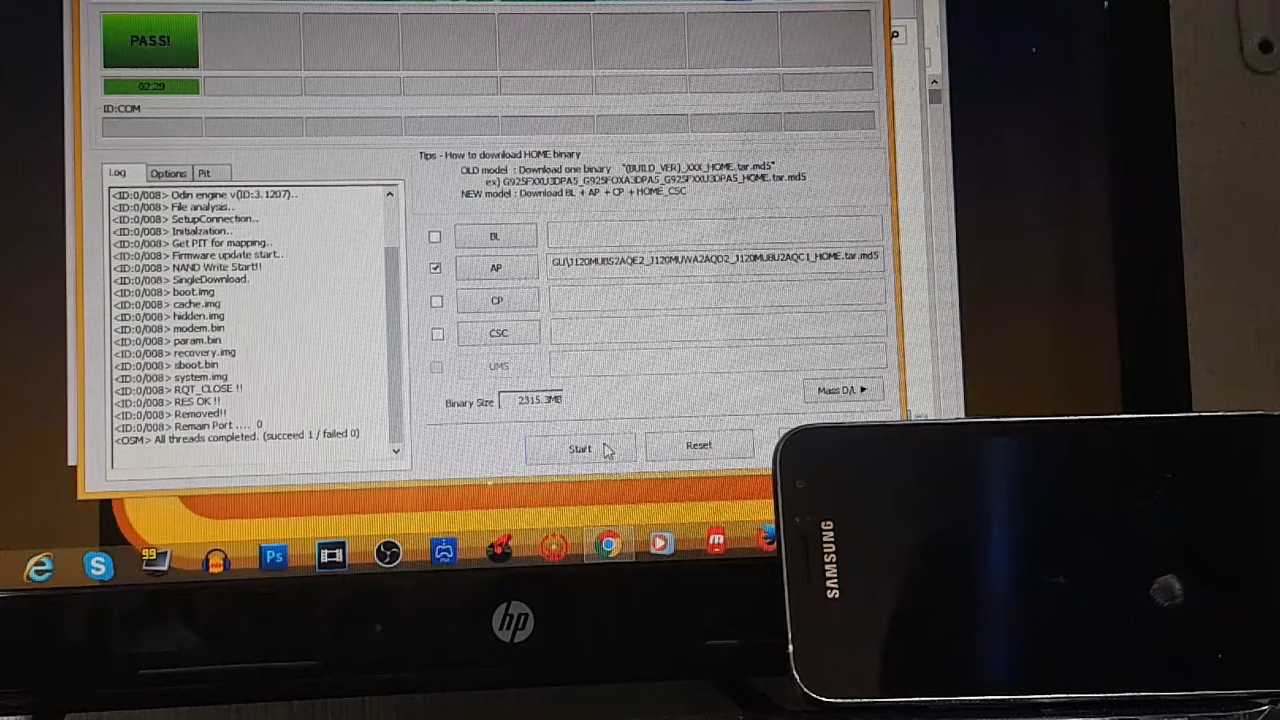 PASS!
02:29
ID:COM
Log
Options
Pit
<ID:0/008> Odin engine v(ID:3.1207)..
<ID:0/008> File analysis..
<ID:0/008> SetupConnection..
<ID:0/008> Initialzation..
<ID:0/008> Get PIT for mapping..
<ID:0/008> Firmware update start..
<ID:0/008> NAND Write Start!!
<ID:0/008> SingleDownload.
<ID:0/008> boot.img
<ID:0/008> cache.img
<ID:0/008> hidden.img
<ID:0/008> modem.bin
<ID:0/008> param.bin
<ID:0/008> recovery.img
<ID:0/008> sboot.bin
<ID:0/008> system.img
<ID:0/008> RQT_CLOSE !!
<ID:0/008> RES OK !!
<ID:0/008> Removed!!
<ID:0/008> Remain Port .... 0
<OSM> All threads completed. (succeed 1 / failed 0)
Tips - How to download HOME binary
OLD model : Download one binary "(BUILD_VER)_XXX_HOME.tar.md5"
ex) G925FXXU3DPA5_G925FOXA3DPA5_G925FXXU3DPA5_HOME.tar.md5
NEW model : Download BL + AP + CP + HOME_CSC
BL
AP
GU\J120MUBS2AQE2_J120MUWA2AQD2_J120MUBU2AQC1_HOME.tar.md5
CP
CSC
UMS
Binary Size
2315.3MB
Mass D/L
Start
Reset
99
Ps
hp
SAMSUNG